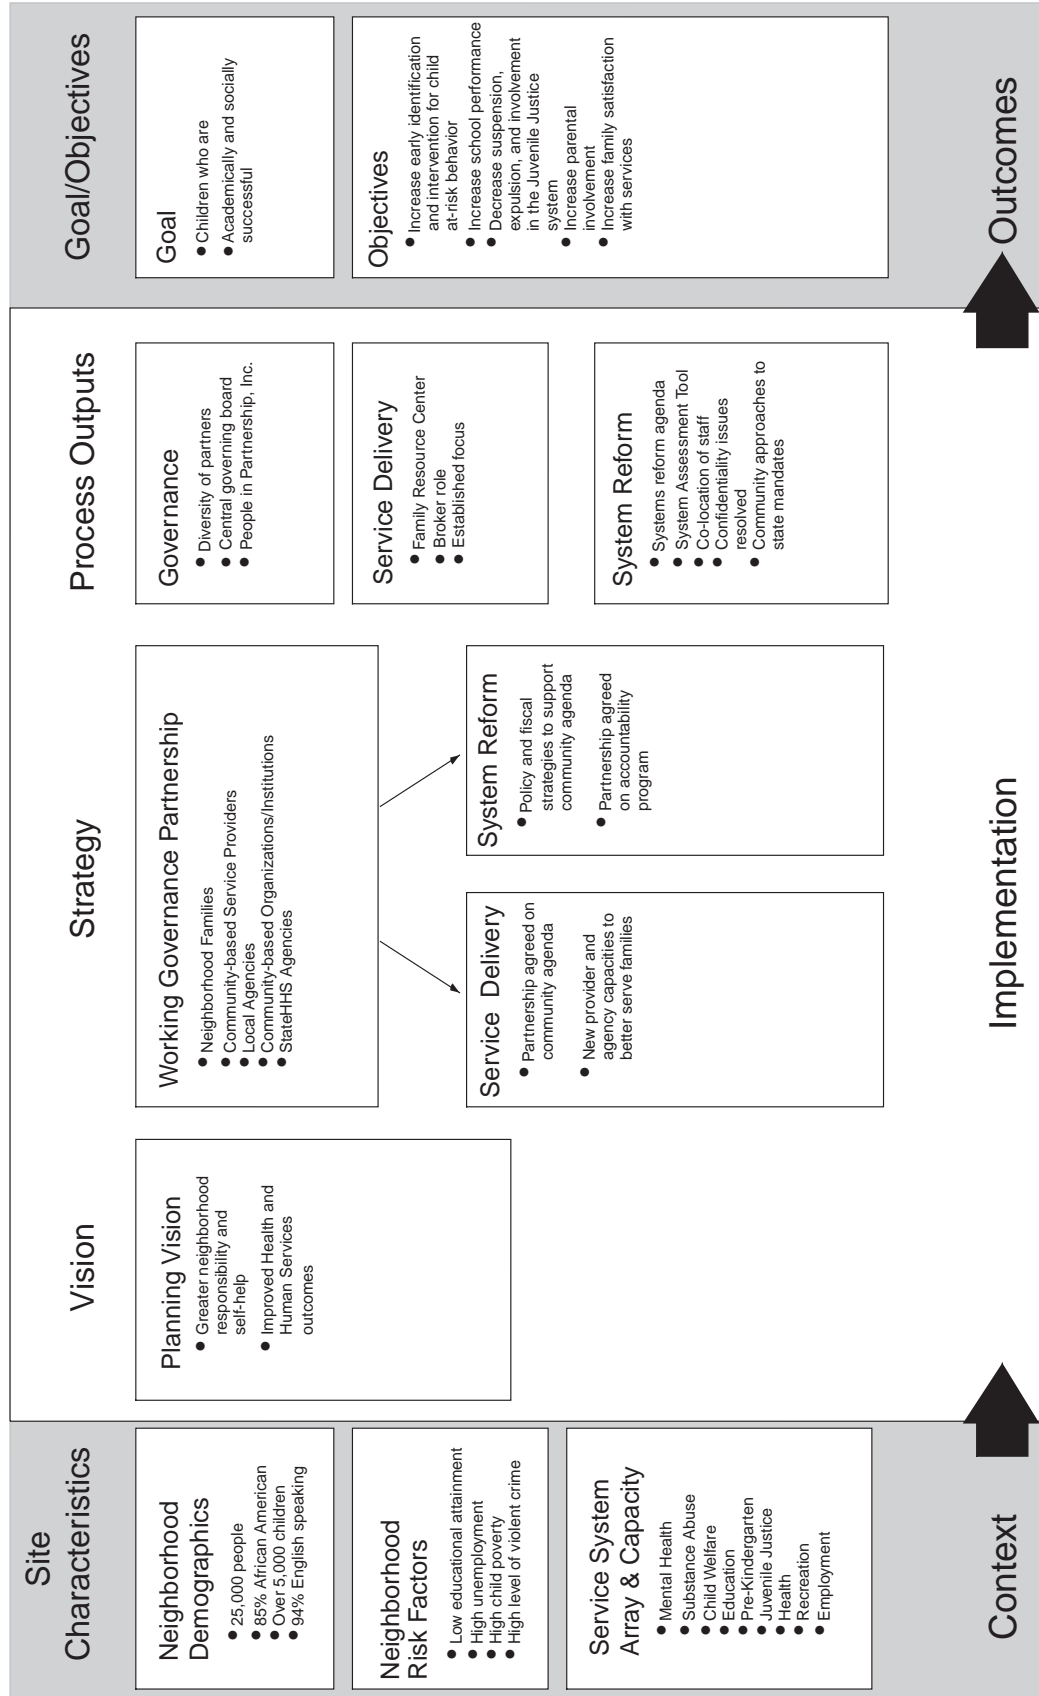 Site
Characteristics
Neighborhood
Demographics
● 25,000 people
● 85% African American
● Over 5,000 children
● 94% English speaking
Neighborhood
Risk Factors
● Low educational attainment
● High unemployment
● High child poverty
● High level of violent crime
Service System
Array & Capacity
● Mental Health
● Substance Abuse
● Child Welfare
● Education
● Pre-Kindergarten
● Juvenile Justice
● Health
● Recreation
● Employment
Context
Vision
Planning Vision
● Greater neighborhood
responsibility and
self-help
● Improved Health and
Human Services
outcomes
Strategy
Working Governance Partnership
● Neighborhood Families
● Community-based Service Providers
● Local Agencies
● Community-based Organizations/Institutions
● StateHHS Agencies
Service Delivery
● Partnership agreed on
community agenda
● New provider and
agency capacities to
better serve families
System Reform
● Policy and fiscal
strategies to support
community agenda
● Partnership agreed
on accountability
program
Implementation
Process Outputs
Governance
● Diversity of partners
● Central governing board
● People in Partnership, Inc.
Service Delivery
● Family Resource Center
● Broker role
● Established focus
System Reform
● Systems reform agenda
● System Assessment Tool
● Co-location of staff
● Confidentiality issues
resolved
● Community approaches to
state mandates
Goal/Objectives
Goal
● Children who are
● Academically and socially
successful
Objectives
● Increase early identification
and intervention for child
at-risk behavior
● Increase school performance
● Decrease suspension,
expulsion, and involvement
in the Juvenile Justice
system
● Increase parental
involvement
● Increase family satisfaction
with services
Outcomes